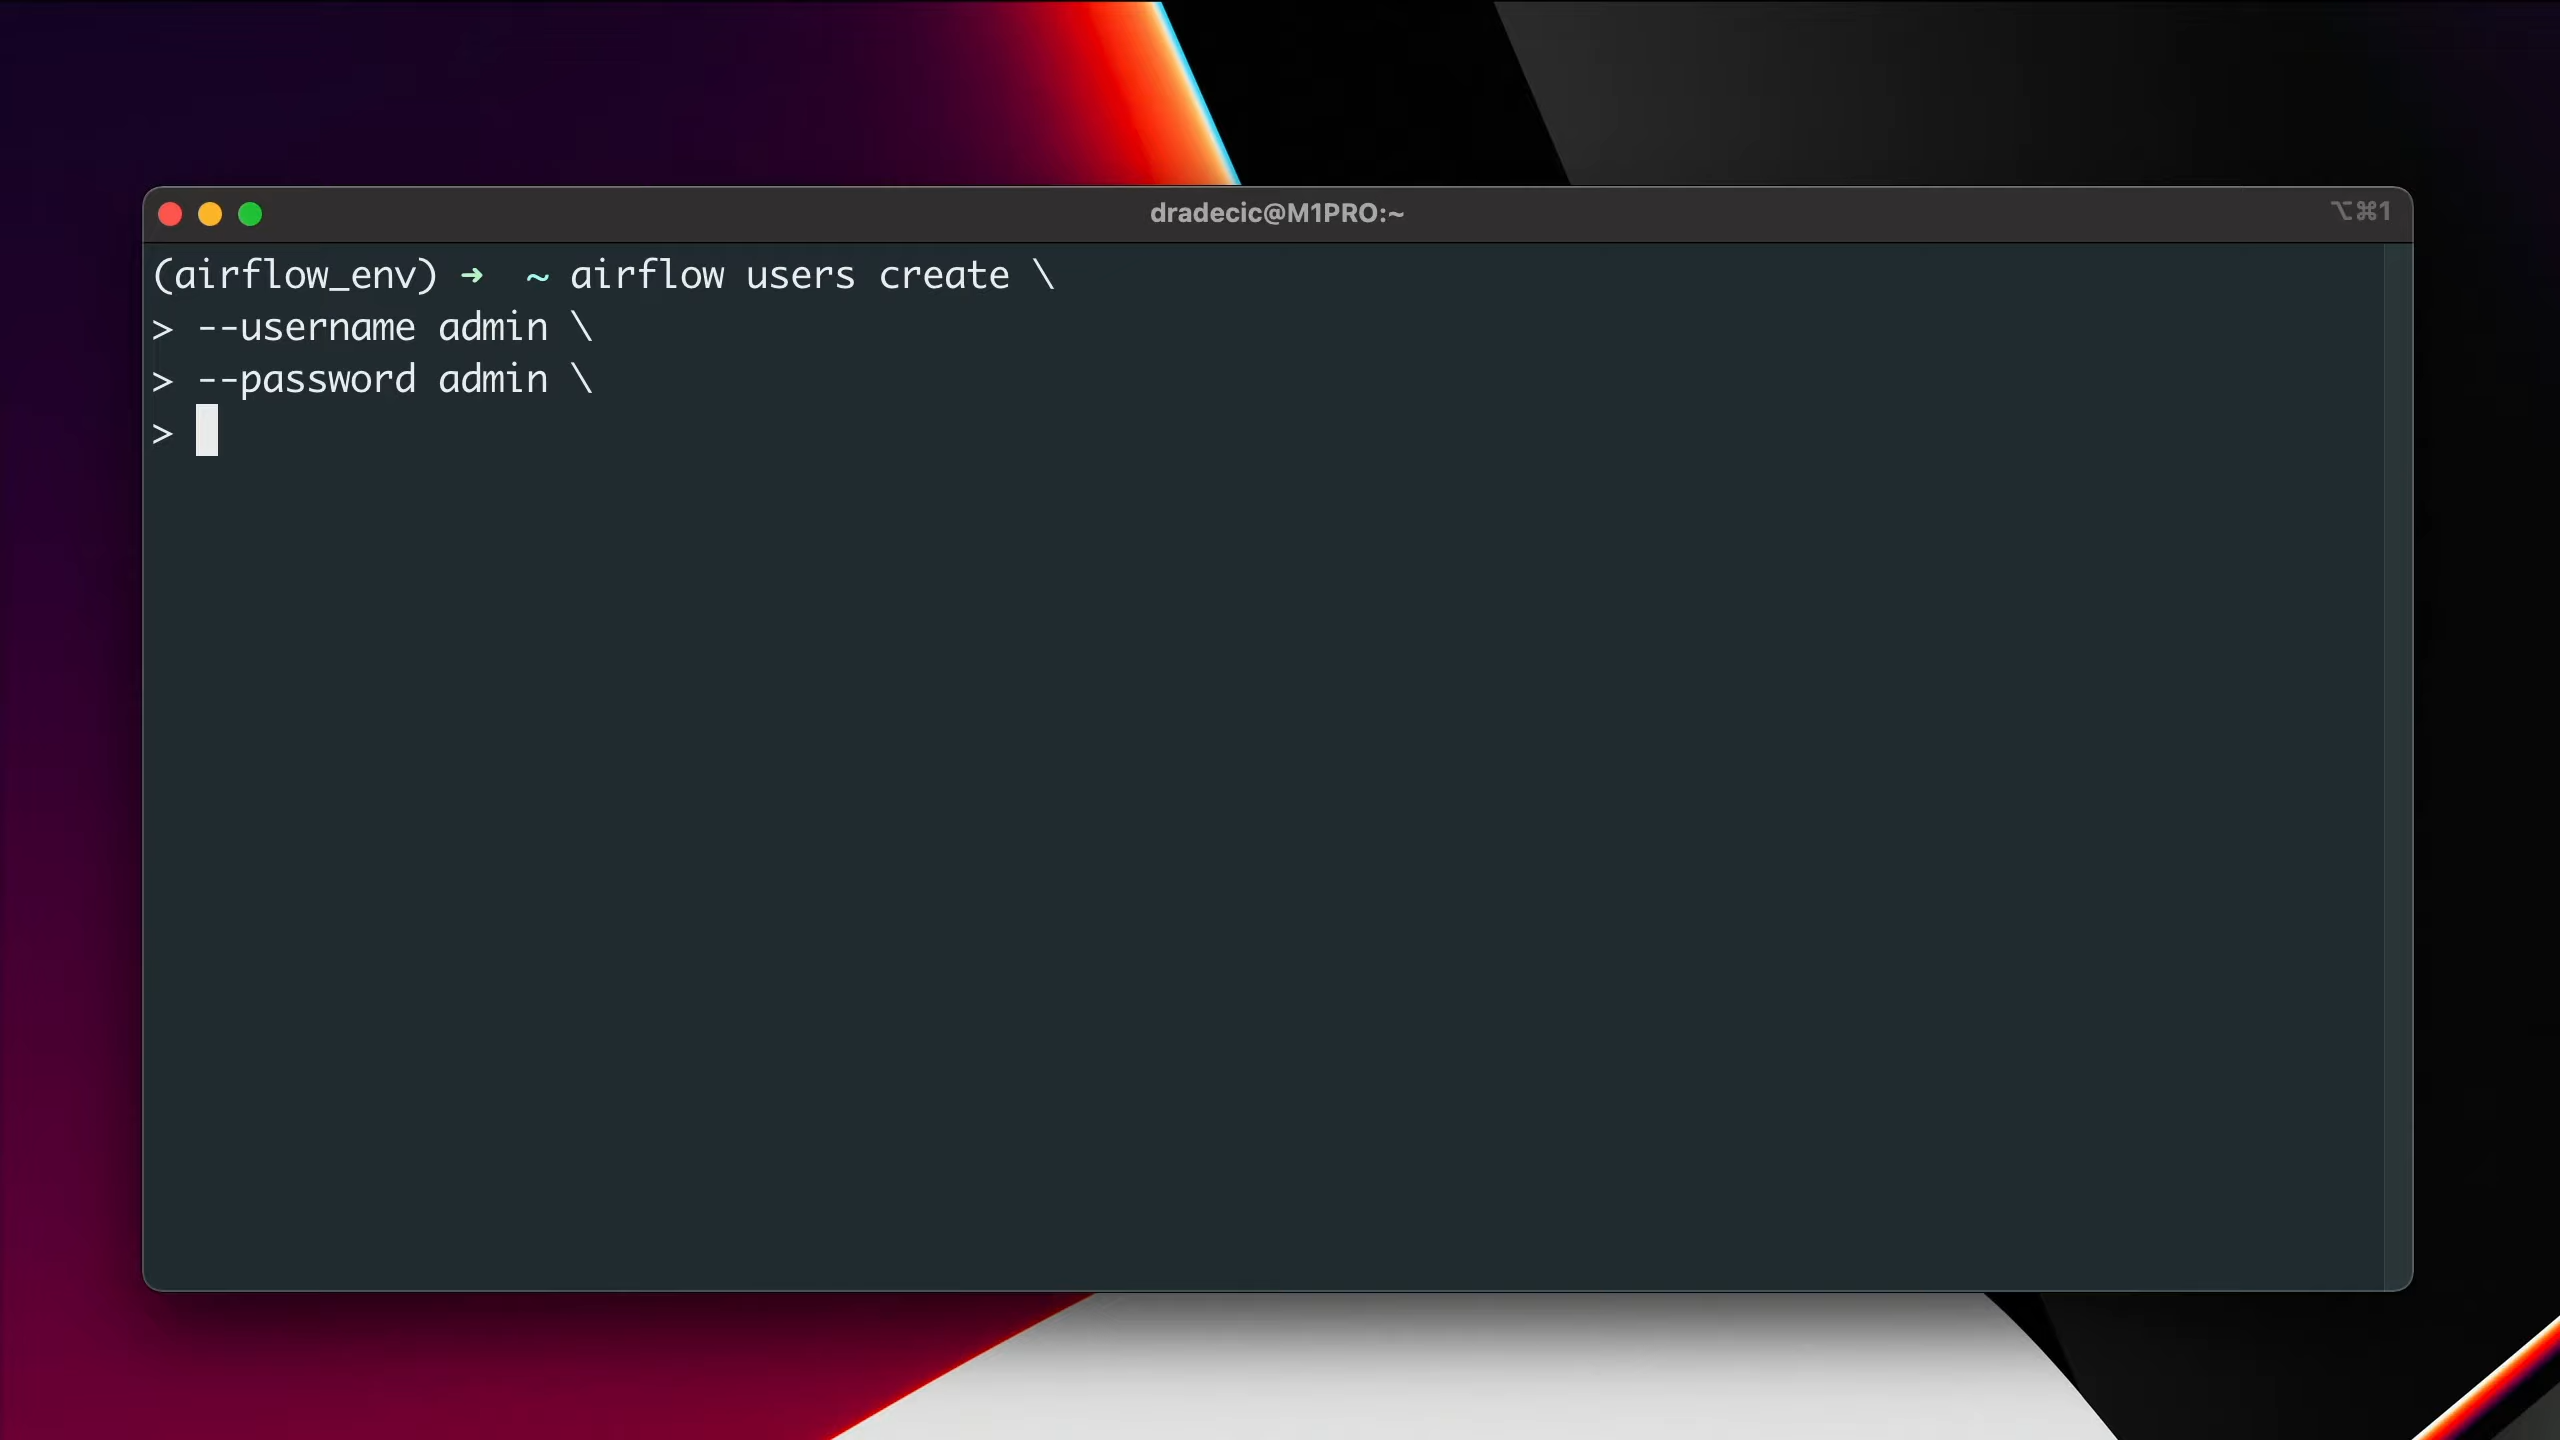 dradecic@M1PRO:~
⌥⌘1
(airflow_env) ➜  ~ airflow users create \
> --username admin \
> --password admin \
>